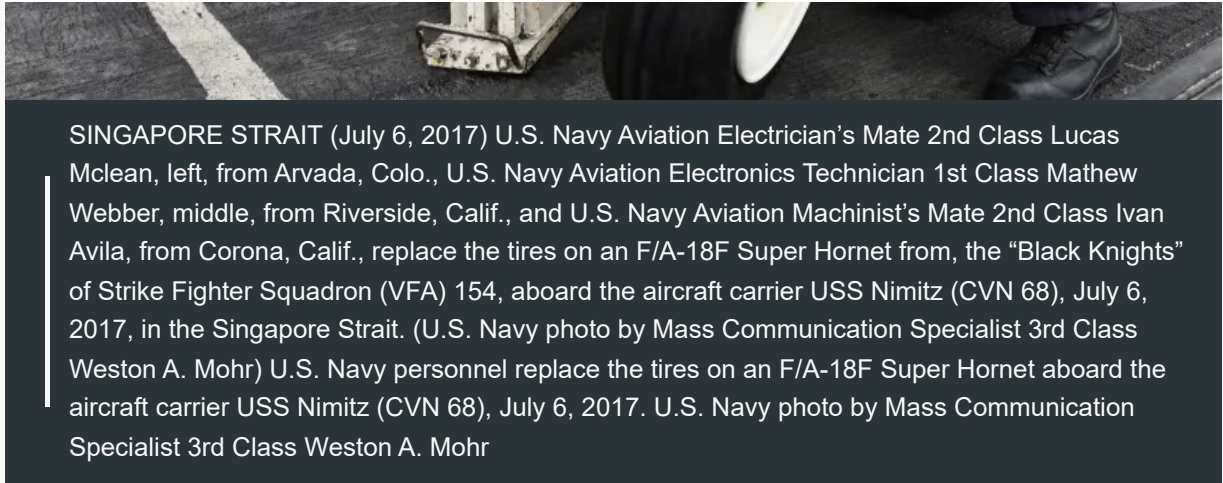 SINGAPORE STRAIT (July 6, 2017) U.S. Navy Aviation Electrician’s Mate 2nd Class Lucas
Mclean, left, from Arvada, Colo., U.S. Navy Aviation Electronics Technician 1st Class Mathew
Webber, middle, from Riverside, Calif., and U.S. Navy Aviation Machinist’s Mate 2nd Class Ivan
Avila, from Corona, Calif., replace the tires on an F/A-18F Super Hornet from, the “Black Knights”
of Strike Fighter Squadron (VFA) 154, aboard the aircraft carrier USS Nimitz (CVN 68), July 6,
2017, in the Singapore Strait. (U.S. Navy photo by Mass Communication Specialist 3rd Class
Weston A. Mohr) U.S. Navy personnel replace the tires on an F/A-18F Super Hornet aboard the
aircraft carrier USS Nimitz (CVN 68), July 6, 2017. U.S. Navy photo by Mass Communication
Specialist 3rd Class Weston A. Mohr